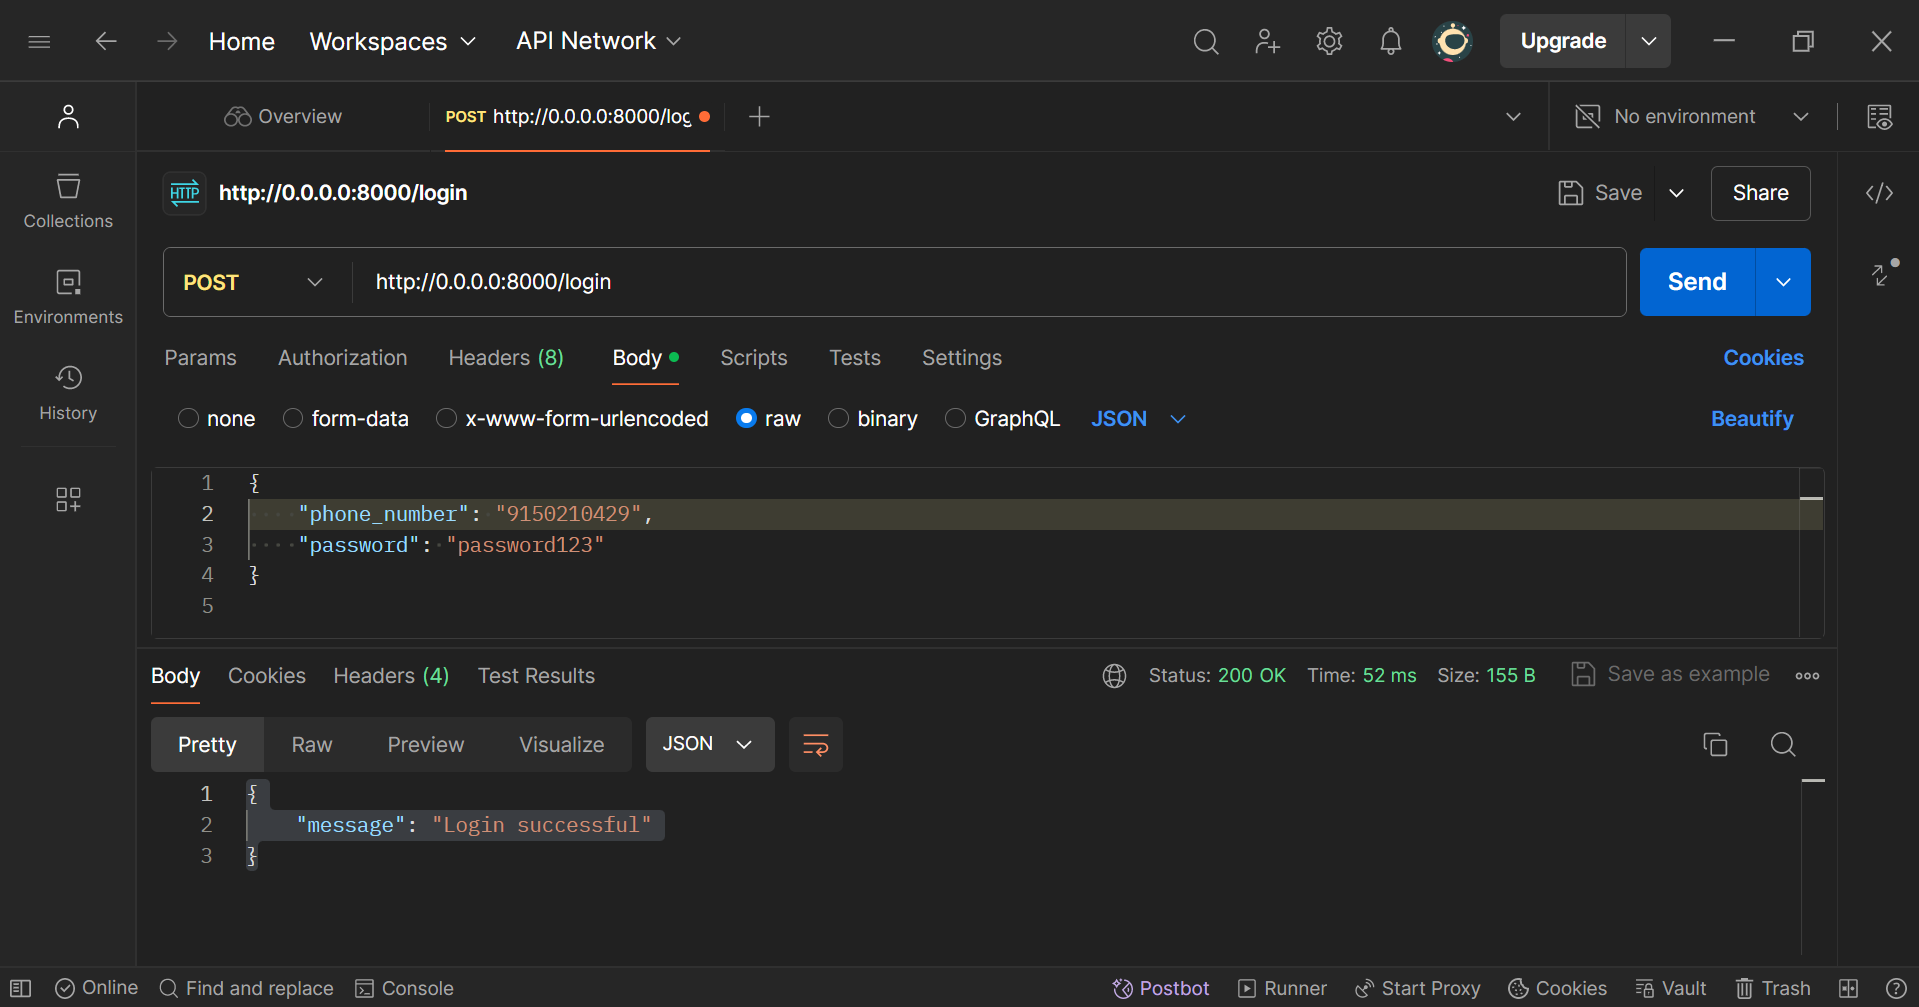 Home Workspaces API Network Upgrade
Overview POST http://0.0.0.0:8000/log No environment
HTTP http://0.0.0.0:8000/login Save Share
Collections
Environments
History
POST http://0.0.0.0:8000/login Send
Params Authorization Headers (8) Body Scripts Tests Settings Cookies
none form-data x-www-form-urlencoded raw binary GraphQL JSON Beautify
1 {
2 "phone_number": "9150210429",
3 "password": "password123"
4 }
5
Body Cookies Headers (4) Test Results Status: 200 OK Time: 52 ms Size: 155 B Save as example
Pretty Raw Preview Visualize JSON
1 {
2 "message": "Login successful"
3 }
Online Find and replace Console Postbot Runner Start Proxy Cookies Vault Trash